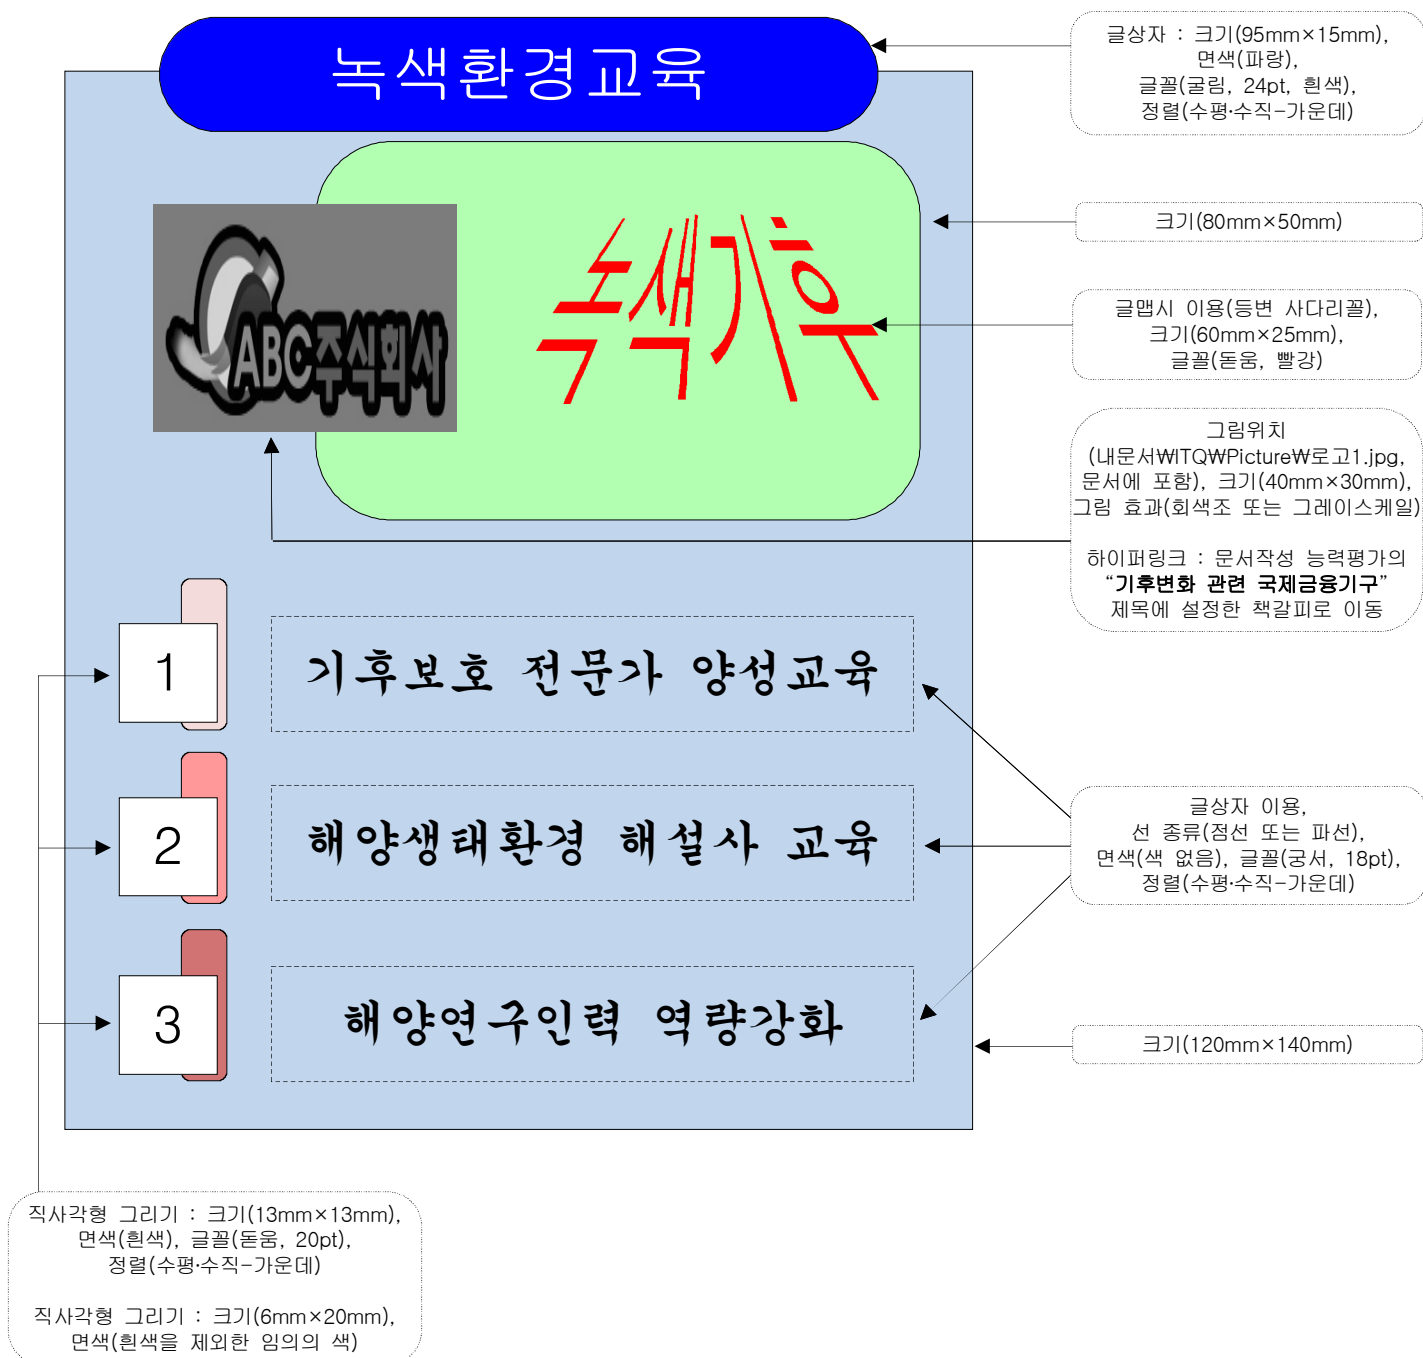 녹색환경교육
글상자 : 크기(95mm×15mm),
면색(파랑),
글꼴(굴림, 24pt, 흰색),
정렬(수평·수직-가운데)
크기(80mm×50mm)
ABC주식회사
녹색기후
글맵시 이용(등변 사다리꼴),
크기(60mm×25mm),
글꼴(돋움, 빨강)
그림위치
(내문서₩ITQ₩Picture₩로고1.jpg,
문서에 포함), 크기(40mm×30mm),
그림 효과(회색조 또는 그레이스케일)
하이퍼링크 : 문서작성 능력평가의
“기후변화 관련 국제금융기구”
제목에 설정한 책갈피로 이동
1
기후보호 전문가 양성교육
2
해양생태환경 해설사 교육
글상자 이용,
선 종류(점선 또는 파선),
면색(색 없음), 글꼴(궁서, 18pt),
정렬(수평·수직-가운데)
3
해양연구인력 역량강화
크기(120mm×140mm)
직사각형 그리기 : 크기(13mm×13mm),
면색(흰색), 글꼴(돋움, 20pt),
정렬(수평·수직-가운데)
직사각형 그리기 : 크기(6mm×20mm),
면색(흰색을 제외한 임의의 색)